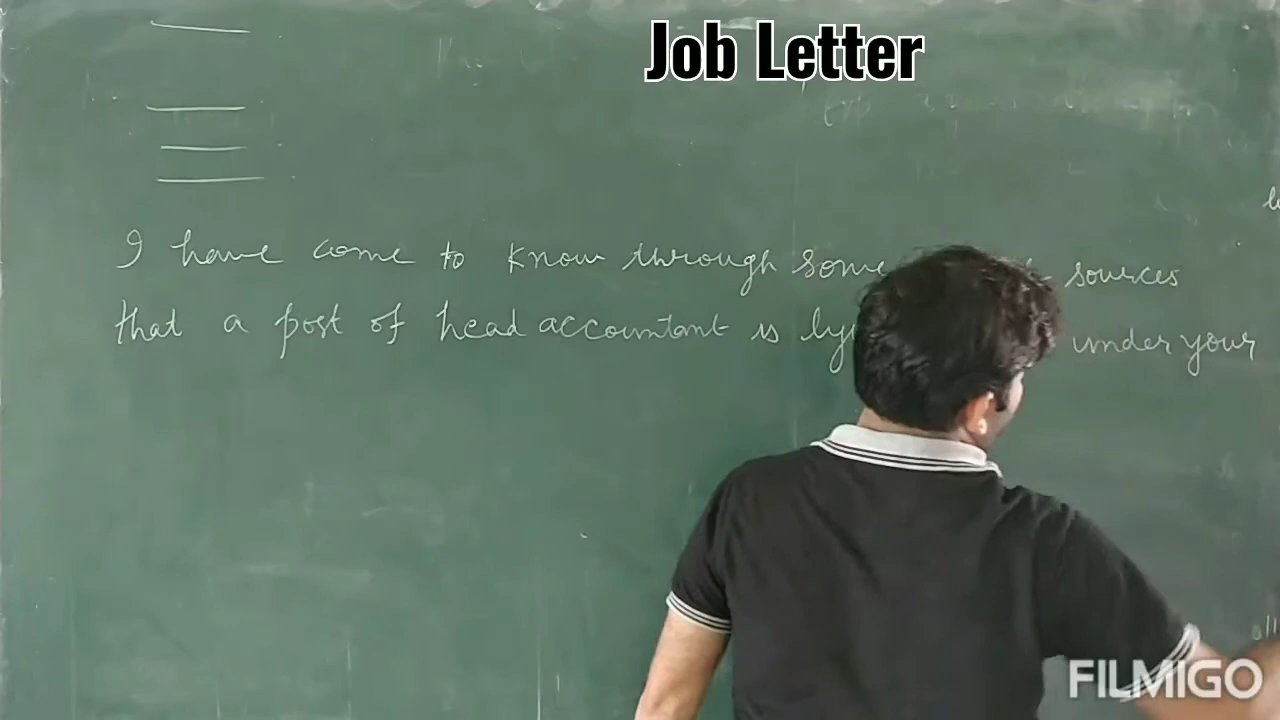 Job Letter
I have come to know through some sources
that a post of head accountant is under your
FILMIGO